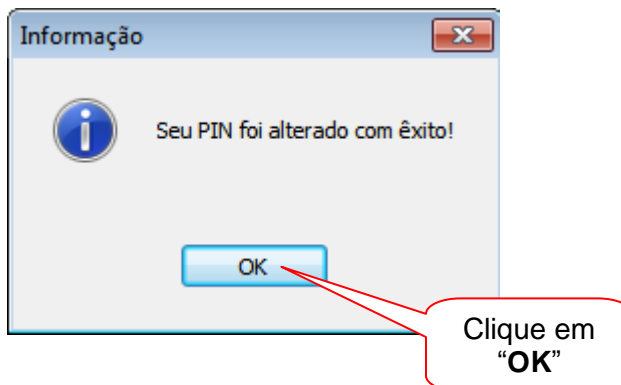 Informação
Seu PIN foi alterado com êxito!
OK
Clique em
“OK”